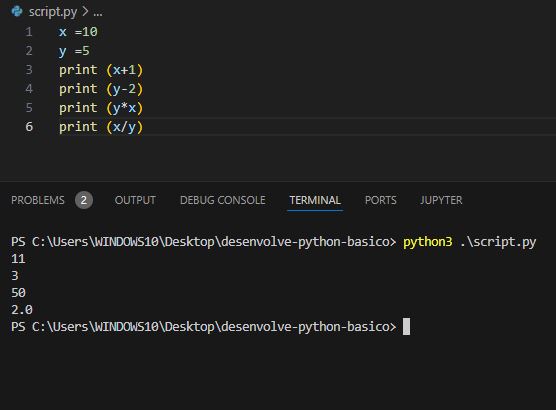 script.py > ...
1 x =10
2 y =5
3 print (x+1)
4 print (y-2)
5 print (y*x)
6 print (x/y)
PROBLEMS 2 OUTPUT DEBUG CONSOLE TERMINAL PORTS JUPYTER
PS C:\Users\WINDOWS10\Desktop\desenvolve-python-basico> python3 .\script.py
11
3
50
2.0
PS C:\Users\WINDOWS10\Desktop\desenvolve-python-basico>